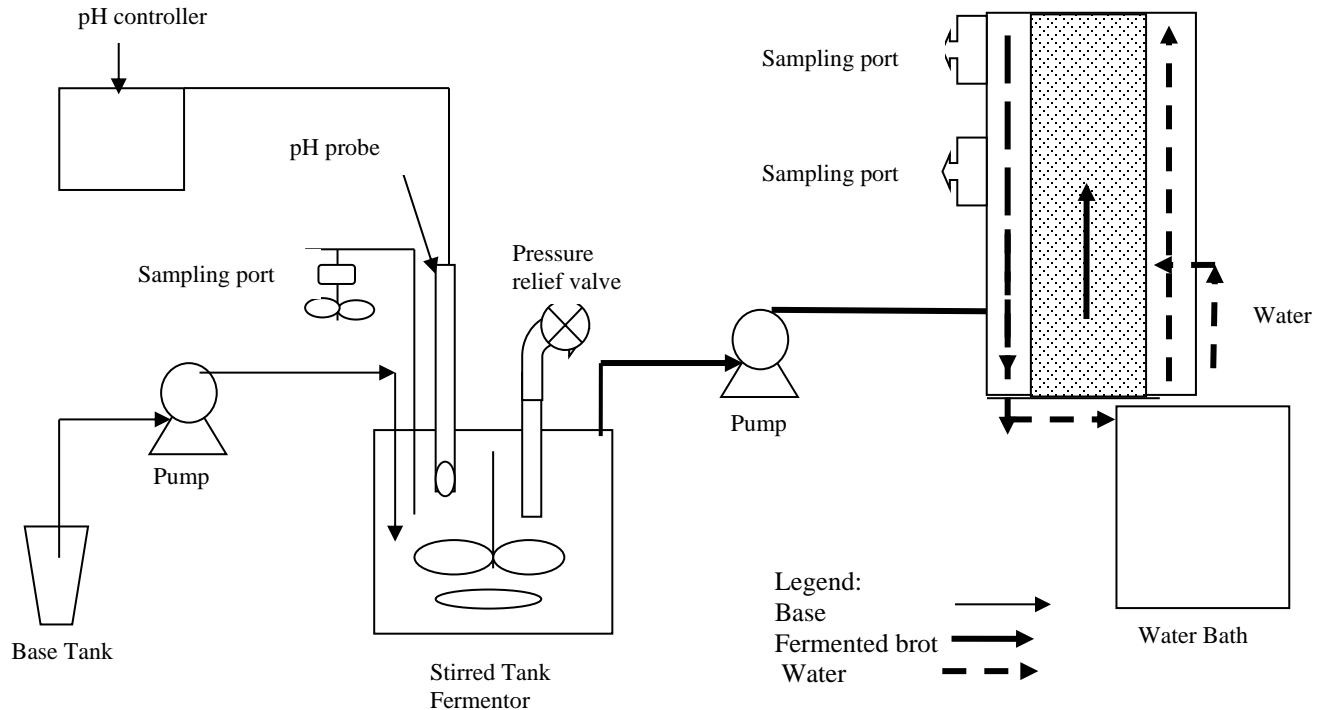 pH controller
Sampling port
pH probe
Sampling port
Pressure
relief valve
Sampling port
Water
Pump
Pump
Base Tank
Stirred Tank
Fermentor
Legend:
Base
Fermented brot
Water
Water Bath